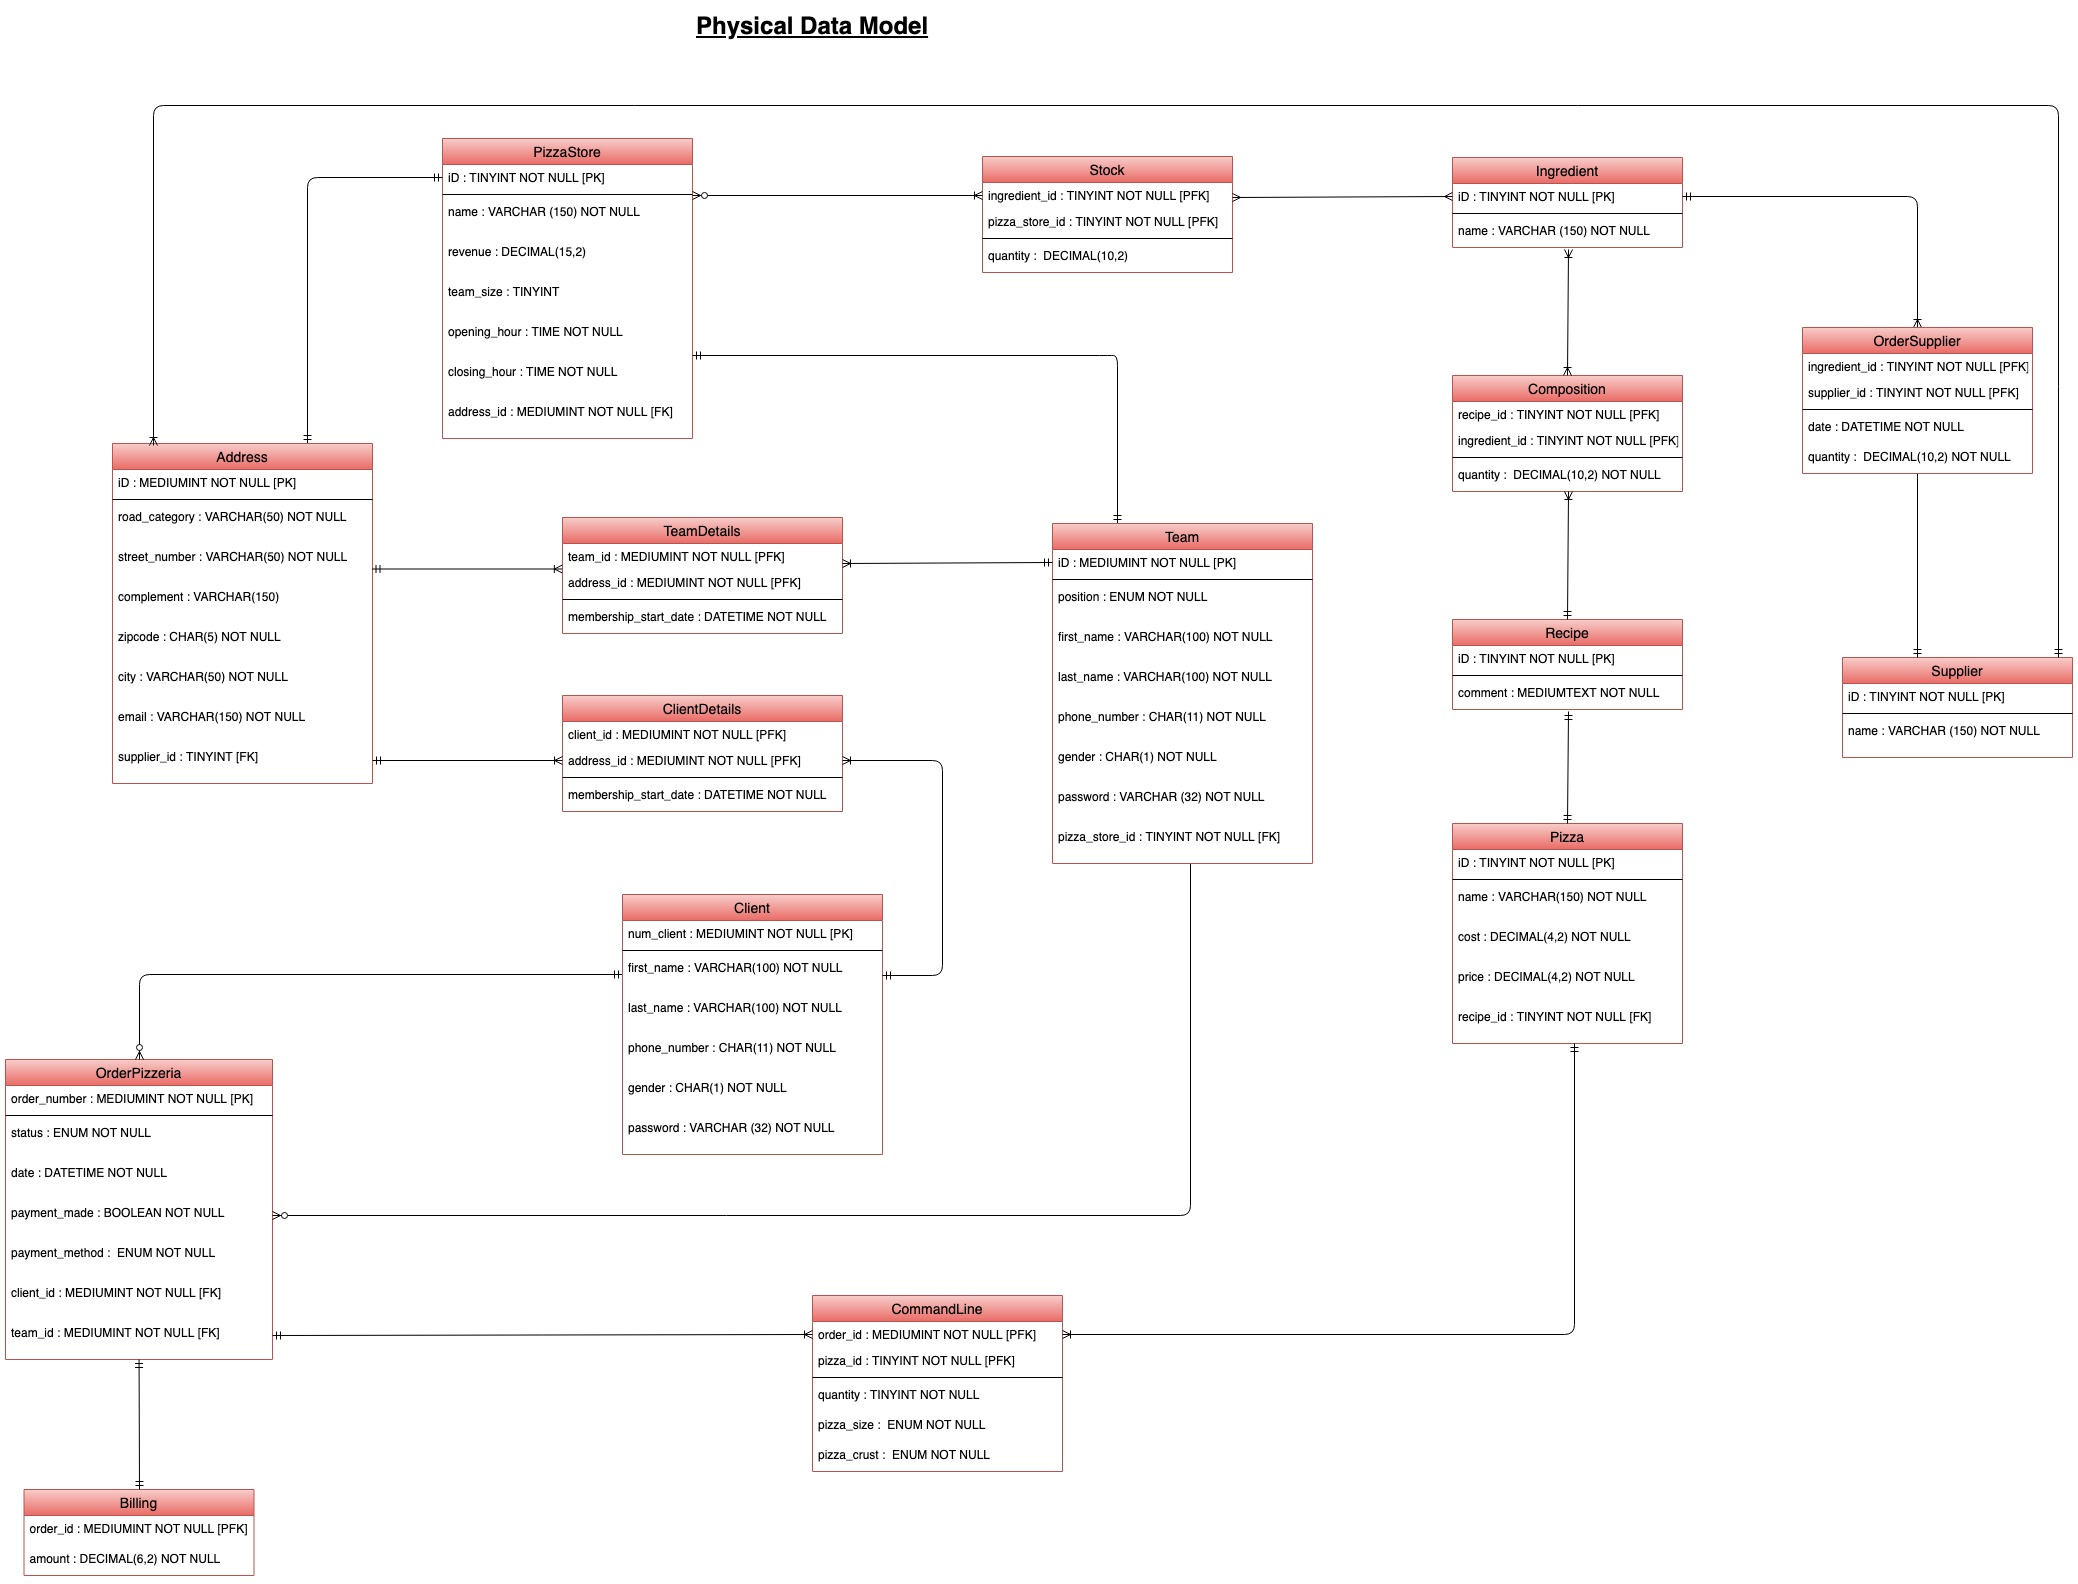 Physical Data Model
PizzaStore
iD : TINYINT NOT NULL [PK]
name : VARCHAR (150) NOT NULL
revenue : DECIMAL(15,2)
team_size : TINYINT
opening_hour : TIME NOT NULL
closing_hour : TIME NOT NULL
address_id : MEDIUMINT NOT NULL [FK]
Stock
ingredient_id : TINYINT NOT NULL [PFK]
pizza_store_id : TINYINT NOT NULL [PFK]
quantity :  DECIMAL(10,2)
Ingredient
iD : TINYINT NOT NULL [PK]
name : VARCHAR (150) NOT NULL
OrderSupplier
ingredient_id : TINYINT NOT NULL [PFK]
supplier_id : TINYINT NOT NULL [PFK]
date : DATETIME NOT NULL
quantity :  DECIMAL(10,2) NOT NULL
Composition
recipe_id : TINYINT NOT NULL [PFK]
ingredient_id : TINYINT NOT NULL [PFK]
quantity :  DECIMAL(10,2) NOT NULL
Address
iD : MEDIUMINT NOT NULL [PK]
road_category : VARCHAR(50) NOT NULL
street_number : VARCHAR(50) NOT NULL
complement : VARCHAR(150)
zipcode : CHAR(5) NOT NULL
city : VARCHAR(50) NOT NULL
email : VARCHAR(150) NOT NULL
supplier_id : TINYINT [FK]
TeamDetails
team_id : MEDIUMINT NOT NULL [PFK]
address_id : MEDIUMINT NOT NULL [PFK]
membership_start_date : DATETIME NOT NULL
Team
iD : MEDIUMINT NOT NULL [PK]
position : ENUM NOT NULL
first_name : VARCHAR(100) NOT NULL
last_name : VARCHAR(100) NOT NULL
phone_number : CHAR(11) NOT NULL
gender : CHAR(1) NOT NULL
password : VARCHAR (32) NOT NULL
pizza_store_id : TINYINT NOT NULL [FK]
Recipe
iD : TINYINT NOT NULL [PK]
comment : MEDIUMTEXT NOT NULL
Supplier
iD : TINYINT NOT NULL [PK]
name : VARCHAR (150) NOT NULL
ClientDetails
client_id : MEDIUMINT NOT NULL [PFK]
address_id : MEDIUMINT NOT NULL [PFK]
membership_start_date : DATETIME NOT NULL
Pizza
iD : TINYINT NOT NULL [PK]
name : VARCHAR(150) NOT NULL
cost : DECIMAL(4,2) NOT NULL
price : DECIMAL(4,2) NOT NULL
recipe_id : TINYINT NOT NULL [FK]
Client
num_client : MEDIUMINT NOT NULL [PK]
first_name : VARCHAR(100) NOT NULL
last_name : VARCHAR(100) NOT NULL
phone_number : CHAR(11) NOT NULL
gender : CHAR(1) NOT NULL
password : VARCHAR (32) NOT NULL
OrderPizzeria
order_number : MEDIUMINT NOT NULL [PK]
status : ENUM NOT NULL
date : DATETIME NOT NULL
payment_made : BOOLEAN NOT NULL
payment_method :  ENUM NOT NULL
client_id : MEDIUMINT NOT NULL [FK]
team_id : MEDIUMINT NOT NULL [FK]
CommandLine
order_id : MEDIUMINT NOT NULL [PFK]
pizza_id : TINYINT NOT NULL [PFK]
quantity : TINYINT NOT NULL
pizza_size :  ENUM NOT NULL
pizza_crust :  ENUM NOT NULL
Billing
order_id : MEDIUMINT NOT NULL [PFK]
amount : DECIMAL(6,2) NOT NULL